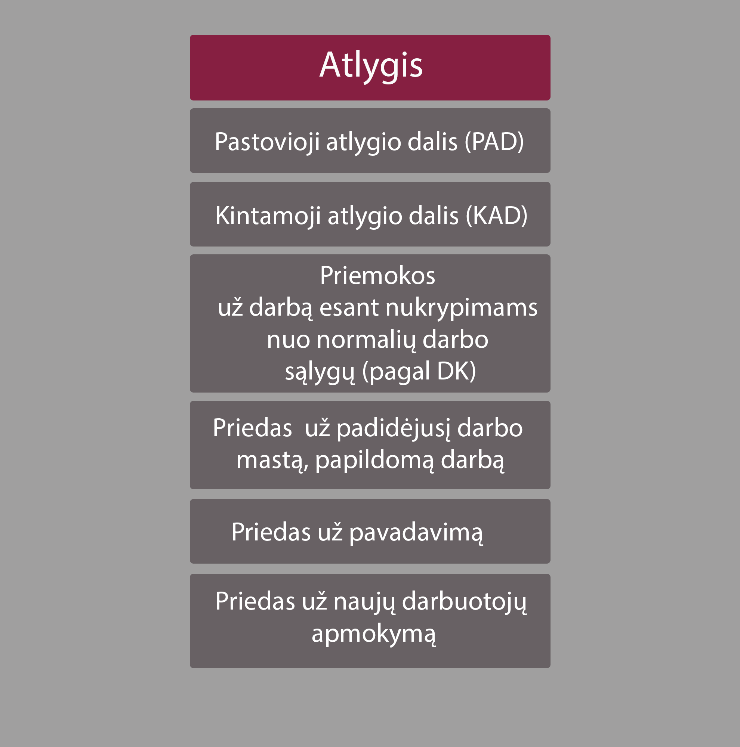 Atlygis
Pastovioji atlygio dalis (PAD)
Kintamoji atlygio dalis (KAD)
Priemokos
už darbą esant nukrypimams
nuo normalių darbo
sąlygų (pagal DK)
Priedas už padidėjusį darbo
mastą, papildomą darbą
Priedas už pavadavimą
Priedas už naujų darbuotojų
apmokymą